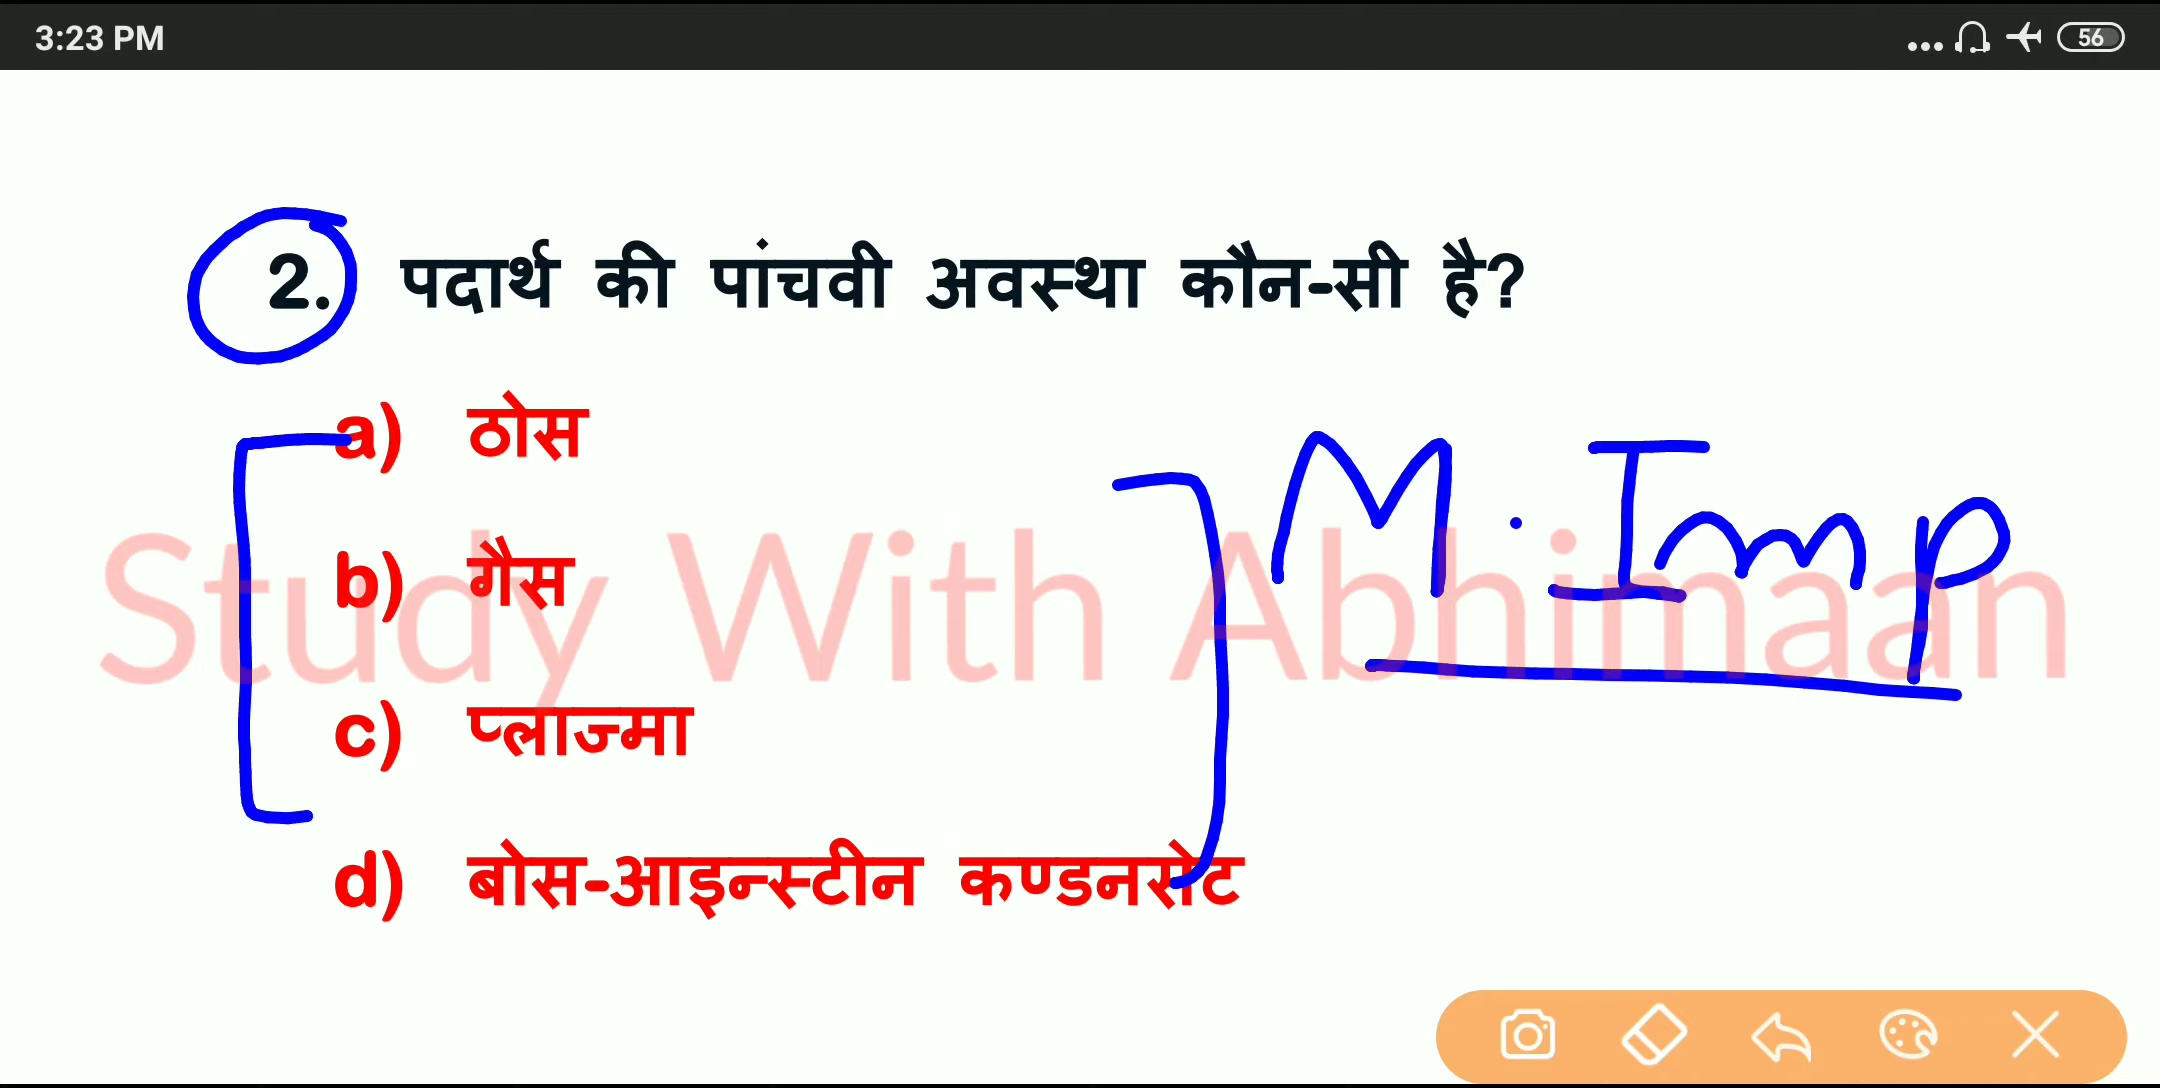 3:23 PM 56
2. पदार्थ की पांचवी अवस्था कौन-सी है?
a) ठोस
b) गैस
c) प्लाज्मा
d) बोस-आइन्स्टीन कण्डनसेट
M. Imp
Study With Abhimaan